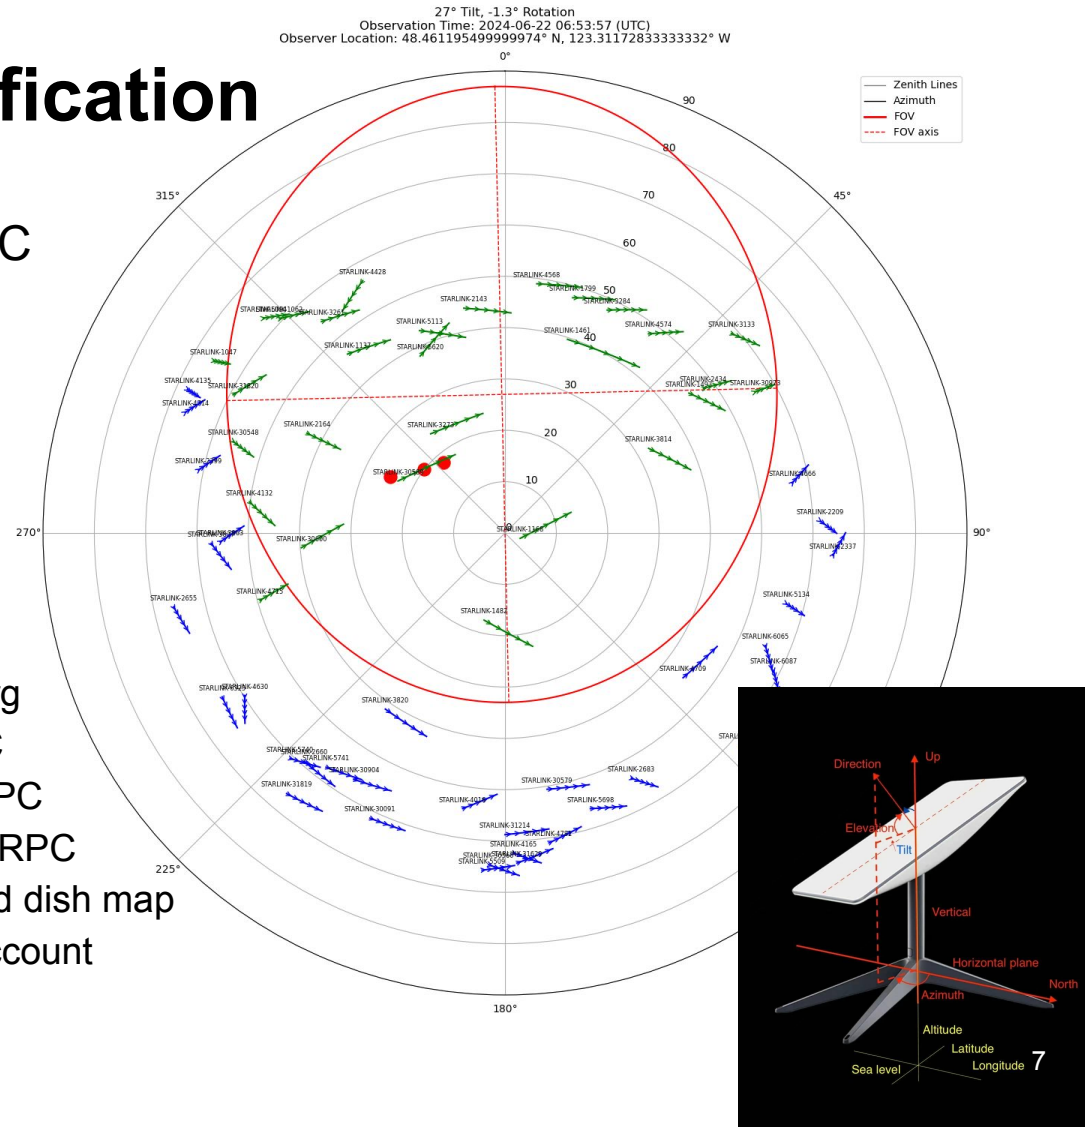 27° Tilt, -1.3° Rotation
Observation Time: 2024-06-22 06:53:57 (UTC)
Observer Location: 48.461195499999974° N, 123.31172833333332° W
fication
C
g
C
PC
RPC
d dish map
count
Zenith Lines
Azimuth
FOV
FOV axis
0°
45°
90°
180°
225°
270°
315°
90
80
70
60
50
40
30
20
10
0
STARLINK-4428
STARLINK-4568
STARLINK-1799
STARLINK-2143
STARLINK-5113
STARLINK-1461
STARLINK-4574
STARLINK-3133
STARLINK-1047
STARLINK-4135
STARLINK-2164
STARLINK-30548
STARLINK-3814
STARLINK-4132
STARLINK-2209
STARLINK-4715
STARLINK-2655
STARLINK-1482
STARLINK-5134
STARLINK-6065
STARLINK-6087
STARLINK-4709
STARLINK-3820
STARLINK-5741
STARLINK-30904
STARLINK-31819
STARLINK-30091
STARLINK-30579
STARLINK-2683
STARLINK-5698
STARLINK-31214
STARLINK-4165
STARLINK-5509
Direction
Up
Elevation
Tilt
Vertical
Horizontal plane
North
Azimuth
Altitude
Latitude
Longitude
Sea level
7